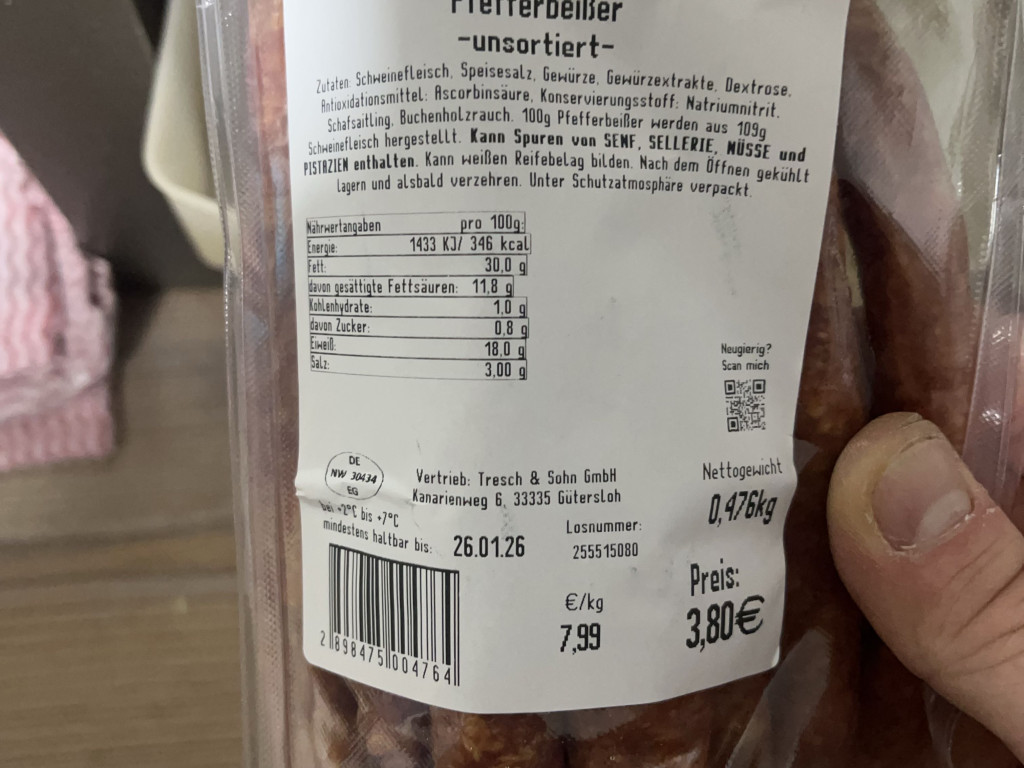 Pfefferbeißer
-unsortiert-
Zutaten: Schweinefleisch, Speisesalz, Gewürze, Gewürzextrakte, Dextrose,
Antioxidationsmittel: Ascorbinsäure, Konservierungsstoff: Natriumnitrit,
Schafsaitling, Buchenholzrauch. 100g Pfefferbeißer werden aus 109g
Schweinefleisch hergestellt. Kann Spuren von SENF, SELLERIE, NÜSSE und
PISTAZIEN enthalten. Kann weißen Reifebelag bilden. Nach dem Öffnen gekühlt
lagern und alsbald verzehren. Unter Schutzatmosphäre verpackt.
Nährwertangaben pro 100g:
Energie: 1433 KJ/ 346 kcal
Fett: 30,0 g
davon gesättigte Fettsäuren: 11,8 g
Kohlenhydrate: 1,0 g
davon Zucker: 0,8 g
Eiweiß: 18,0 g
Salz: 3,00 g
Neugierig?
Scan mich
DE
NW 30434
EG
Vertrieb: Tresch & Sohn GmbH
Kanarienweg 6, 33335 Gütersloh
Nettogewicht
0,476kg
bei +2°C bis +7°C
mindestens haltbar bis: 26.01.26
Losnummer:
255515080
€/kg
7,99
Preis:
3,80€
2 898475 004764